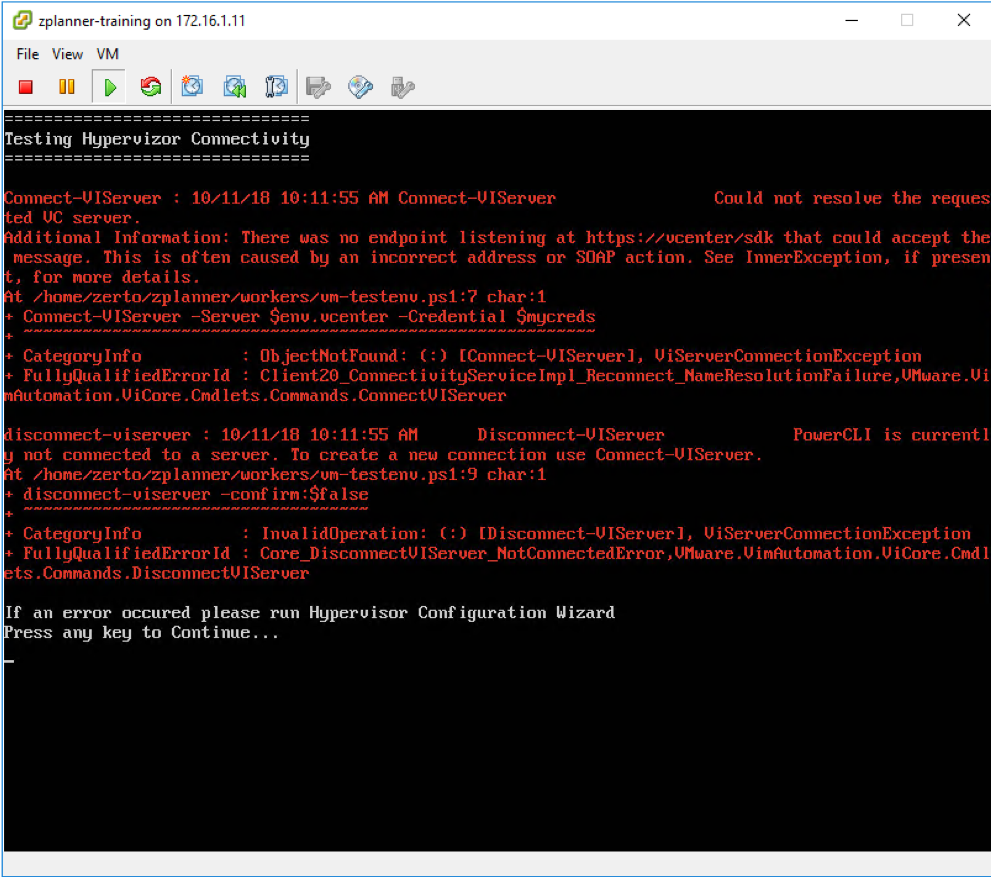 zplanner-training on 172.16.1.11
File View VM
===============================
Testing Hypervizor Connectivity
===============================
Connect-VIServer : 10/11/18 10:11:55 AM Connect-VIServer Could not resolve the reques
ted VC server.
Additional Information: There was no endpoint listening at https://vcenter/sdk that could accept the
message. This is often caused by an incorrect address or SOAP action. See InnerException, if presen
t, for more details.
At /home/zerto/zplanner/workers/vm-testenv.ps1:7 char:1
+ Connect-VIServer -Server $env.vcenter -Credential $mycreds
+ ~~~~~~~~~~~~~~~~~~~~~~~~~~~~~~~~~~~~~~~~~~~~~~~~~~~~~~~~~~
+ CategoryInfo : ObjectNotFound: (:) [Connect-VIServer], ViServerConnectionException
+ FullyQualifiedErrorId : Client20_ConnectivityServiceImpl_Reconnect_NameResolutionFailure,VMware.Vi
mAutomation.ViCore.Cmdlets.Commands.ConnectVIServer
disconnect-viserver : 10/11/18 10:11:55 AM Disconnect-VIServer PowerCLI is currentl
y not connected to a server. To create a new connection use Connect-VIServer.
At /home/zerto/zplanner/workers/vm-testenv.ps1:9 char:1
+ disconnect-viserver -confirm:$false
+ ~~~~~~~~~~~~~~~~~~~~~~~~~~~~~~~~~~~
+ CategoryInfo : InvalidOperation: (:) [Disconnect-VIServer], ViServerConnectionException
+ FullyQualifiedErrorId : Core_DisconnectVIServer_NotConnectedError,VMware.VimAutomation.ViCore.Cmdl
ets.Commands.DisconnectVIServer
If an error occured please run Hypervisor Configuration Wizard
Press any key to Continue...